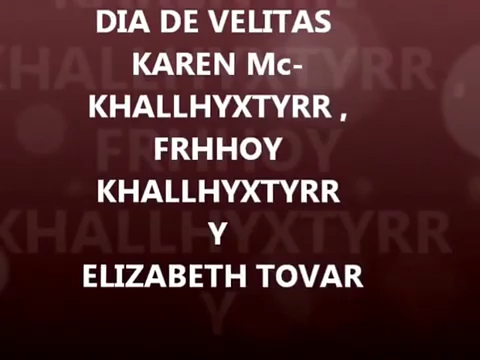 DIA DE VELITAS
KAREN Mc-
KHALLHYXTYRR ,
FRHHOY
KHALLHYXTYRR
Y
ELIZABETH TOVAR